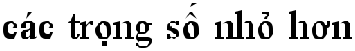 các trọng số nhỏ hơn